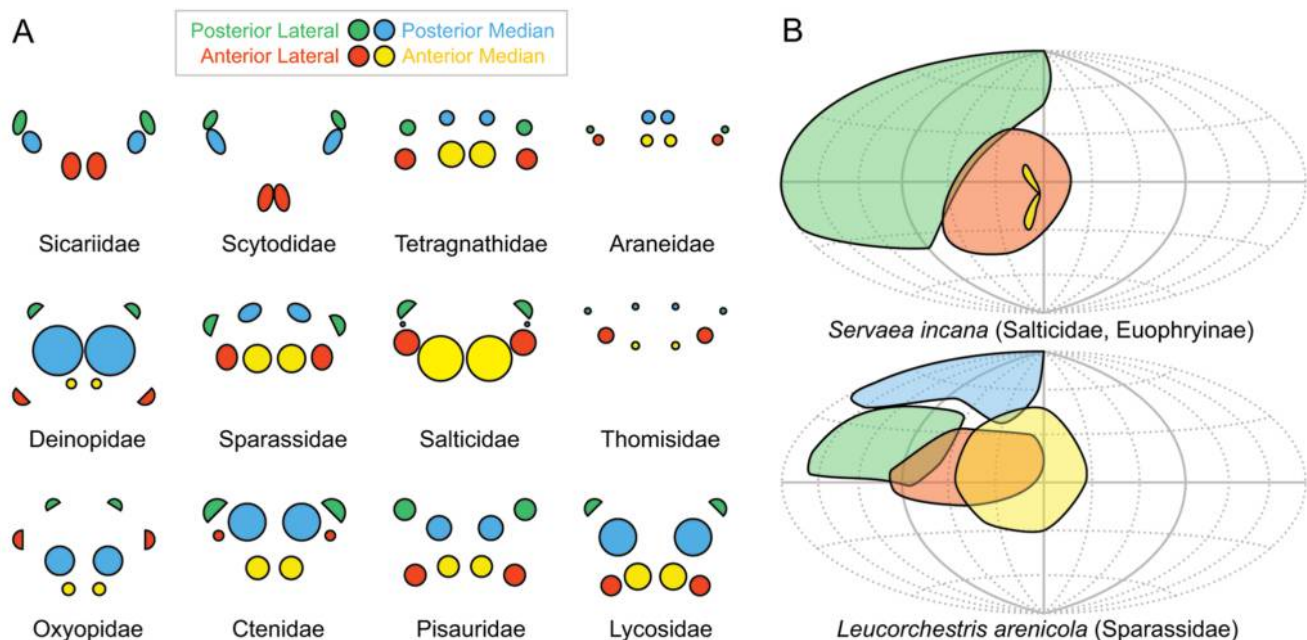 A
Posterior Lateral Posterior Median
Anterior Lateral Anterior Median
Sicariidae Scytodidae Tetragnathidae Araneidae
Deinopidae Sparassidae Salticidae Thomisidae
Oxyopidae Ctenidae Pisauridae Lycosidae
B
Servaea incana (Salticidae, Euophryinae)
Leucorchestris arenicola (Sparassidae)